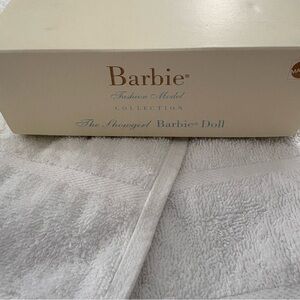 Barbie®
Fashion Model
COLLECTION
The Showgirl Barbie® Doll